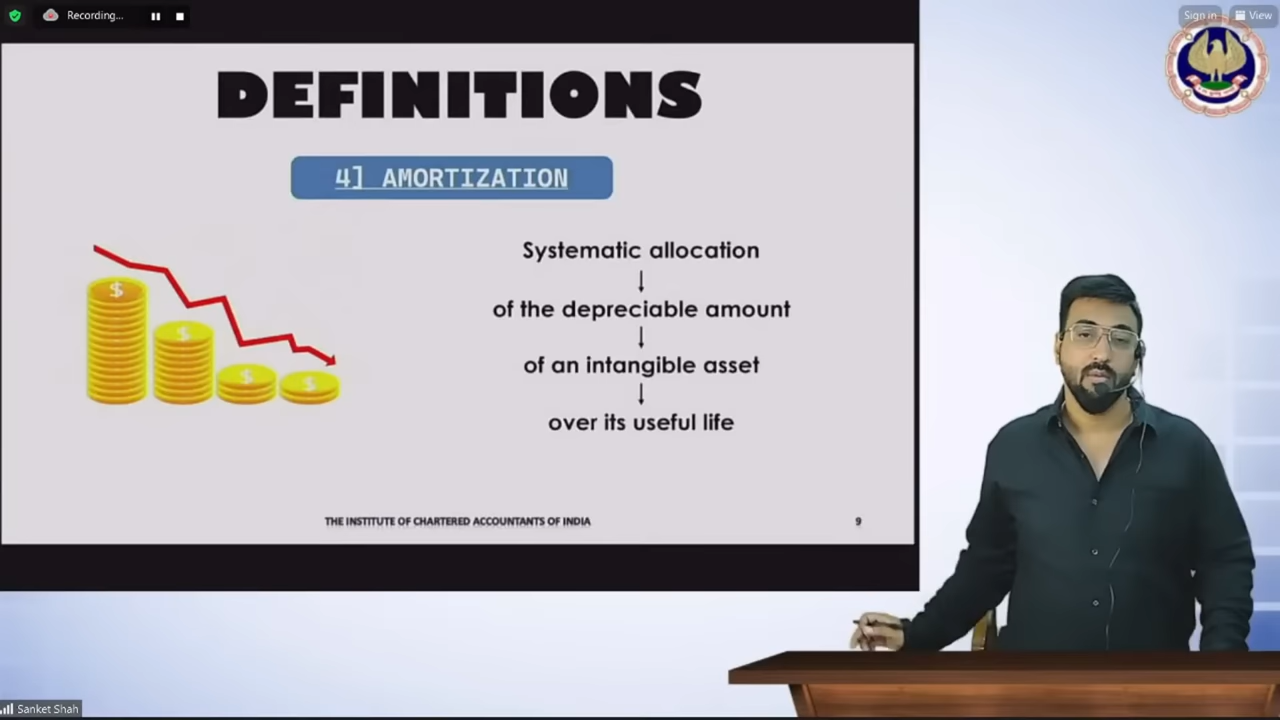 Recording...
Sign in
View
DEFINITIONS
4] AMORTIZATION
Systematic allocation
of the depreciable amount
of an intangible asset
over its useful life
$
$
$
$
THE INSTITUTE OF CHARTERED ACCOUNTANTS OF INDIA
9
Sanket Shah